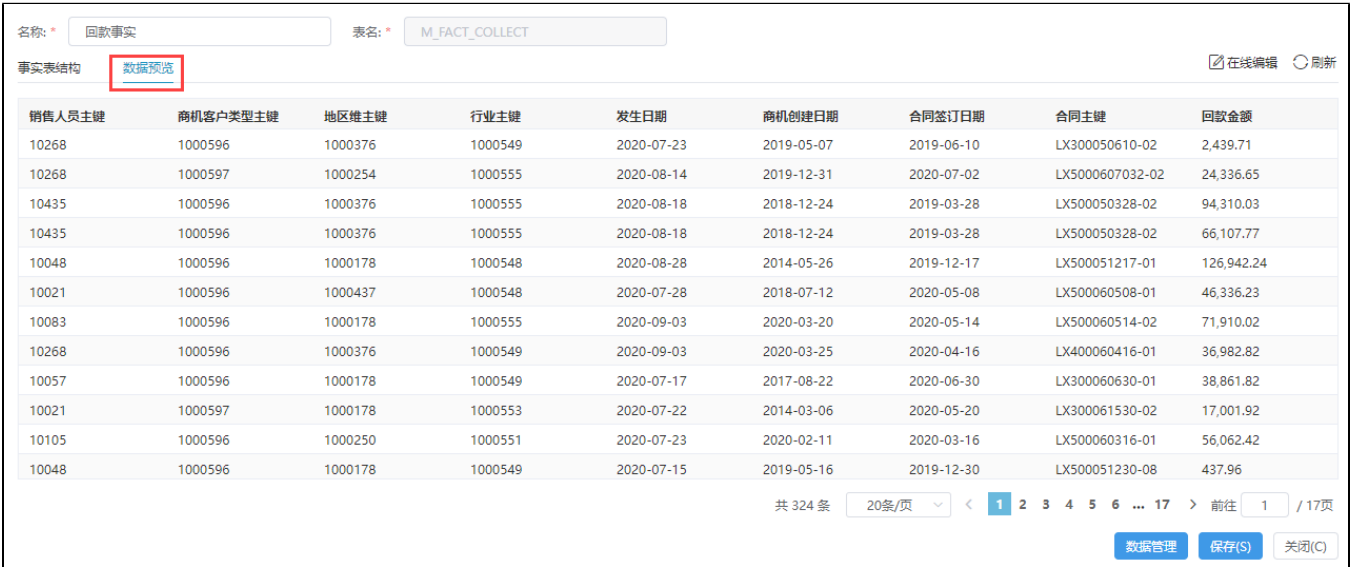 名称: * 回款事实 表名: * M_FACT_COLLECT
事实表结构 数据预览 在线编辑 刷新
销售人员主键 商机客户类型主键 地区维主键 行业主键 发生日期 商机创建日期 合同签订日期 合同主键 回款金额
10268 1000596 1000376 1000549 2020-07-23 2019-05-07 2019-06-10 LX300050610-02 2,439.71
10268 1000597 1000254 1000555 2020-08-14 2019-12-31 2020-07-02 LX5000607032-02 24,336.65
10435 1000596 1000376 1000555 2020-08-18 2018-12-24 2019-03-28 LX500050328-02 94,310.03
10435 1000596 1000376 1000555 2020-08-18 2018-12-24 2019-03-28 LX500050328-02 66,107.77
10048 1000596 1000178 1000548 2020-08-28 2014-05-26 2019-12-17 LX500051217-01 126,942.24
10021 1000596 1000437 1000548 2020-07-28 2018-07-12 2020-05-08 LX500060508-01 46,336.23
10083 1000596 1000178 1000555 2020-09-03 2020-03-20 2020-05-14 LX500060514-02 71,910.02
10268 1000596 1000376 1000549 2020-09-03 2020-03-25 2020-04-16 LX400060416-01 36,982.82
10057 1000596 1000178 1000549 2020-07-17 2017-08-22 2020-06-30 LX300060630-01 38,861.82
10021 1000597 1000178 1000553 2020-07-22 2014-03-06 2020-05-20 LX300061530-02 17,001.92
10105 1000596 1000250 1000551 2020-07-23 2020-02-11 2020-03-16 LX500060316-01 56,062.42
10048 1000596 1000178 1000549 2020-07-15 2019-05-16 2019-12-30 LX500051230-08 437.96
共 324 条 20条/页 < 1 2 3 4 5 6 ... 17 > 前往 1 / 17页
数据管理 保存(S) 关闭(C)